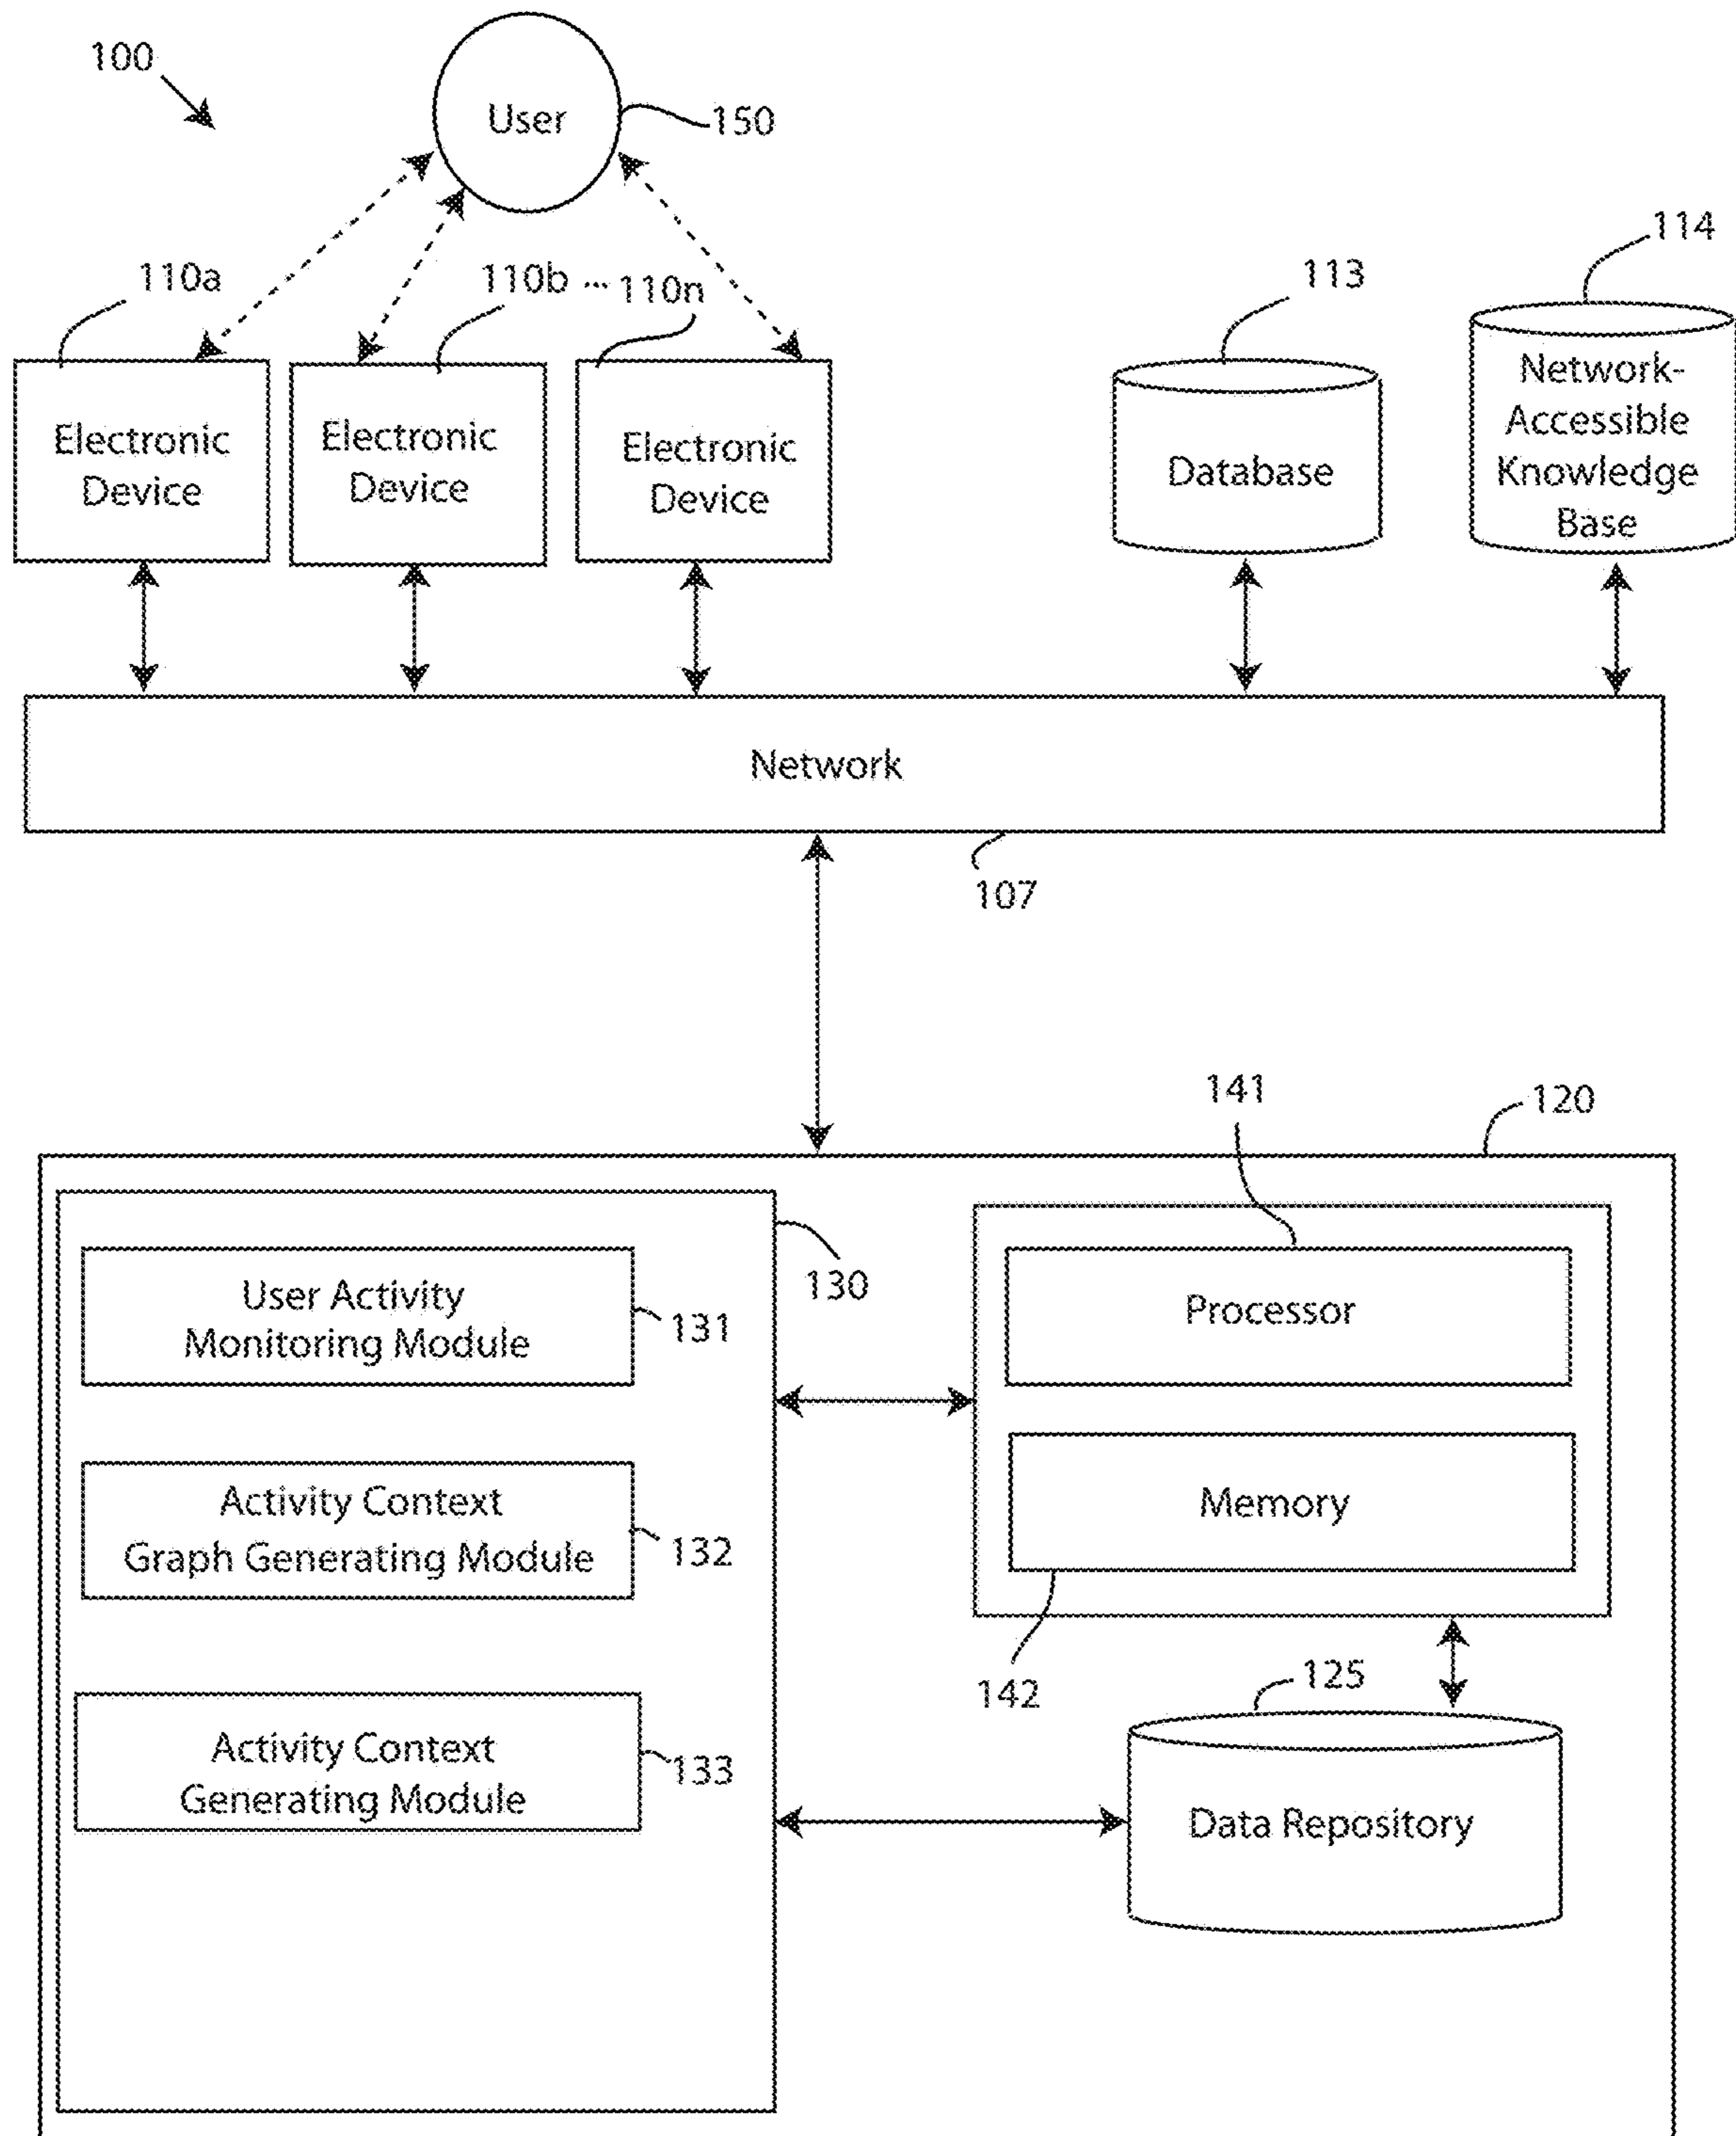 100
User
150
110a
110b ... 110n
113
114
Electronic
Device
Electronic
Device
Electronic
Device
Database
Network-
Accessible
Knowledge
Base
Network
107
120
141
130
User Activity
Monitoring Module
131
Processor
Activity Context
Graph Generating Module
132
Memory
142
125
Activity Context
Generating Module
133
Data Repository